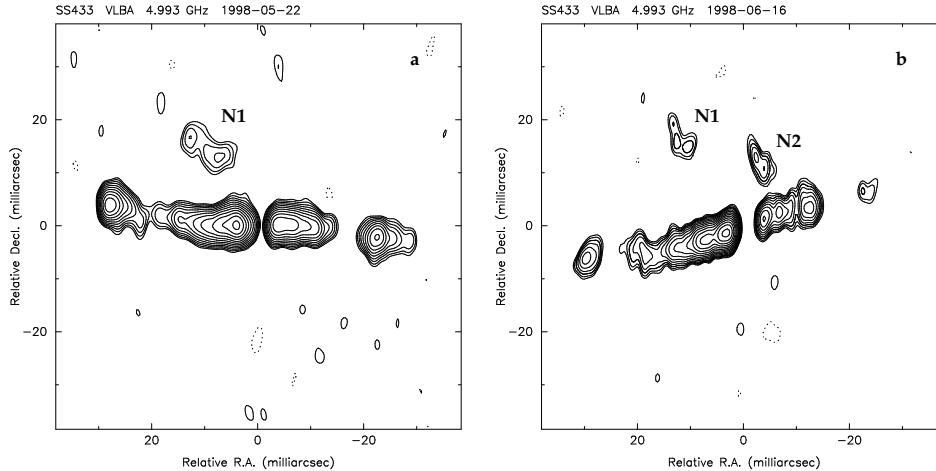 SS433 VLBA 4.993 GHz 1998-05-22
a
N1
20
0
−20
Relative Decl. (milliarcsec)
20
0
−20
Relative R.A. (milliarcsec)
SS433 VLBA 4.993 GHz 1998-06-16
b
N1
N2
20
0
−20
Relative Decl. (milliarcsec)
20
0
−20
Relative R.A. (milliarcsec)